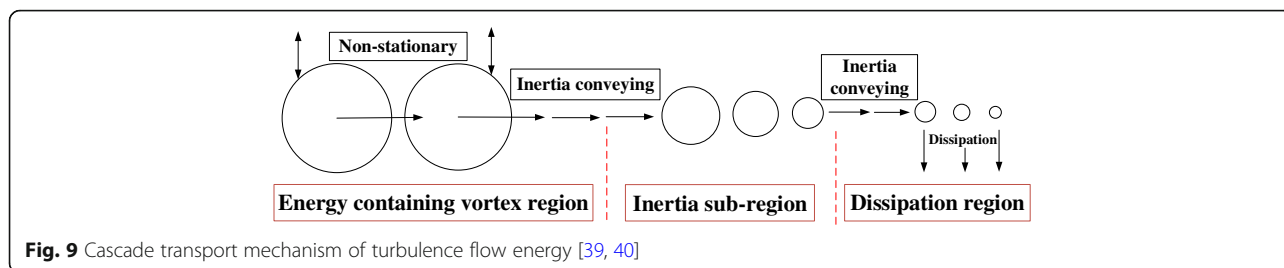 Non-stationary
Inertia conveying
Inertia
conveying
Dissipation
Energy containing vortex region
Inertia sub-region
Dissipation region
Fig. 9 Cascade transport mechanism of turbulence flow energy [39, 40]